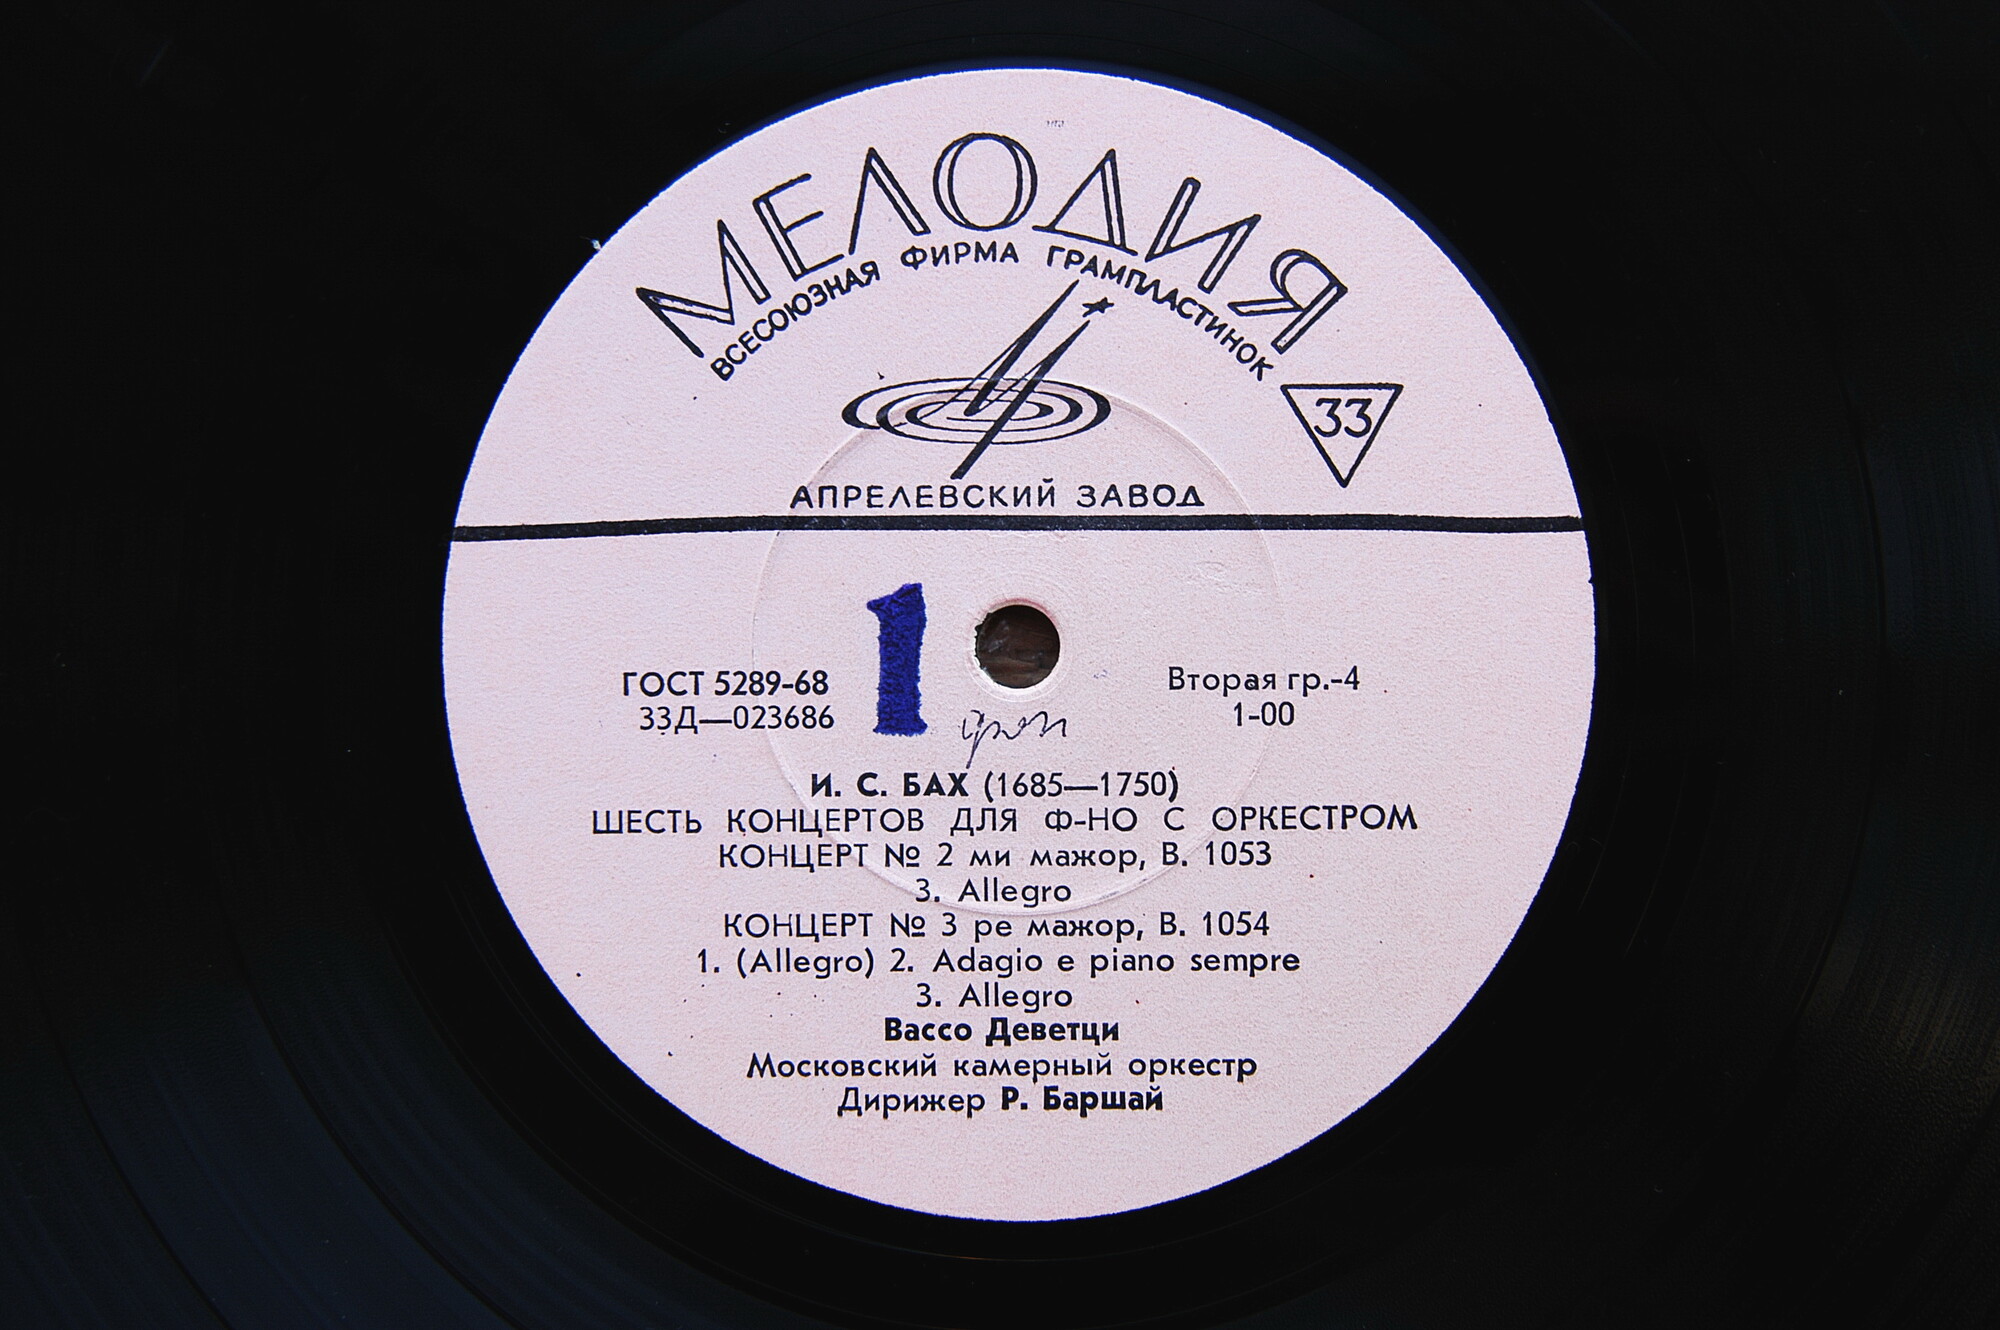 МЕЛОДИЯ
ВСЕСОЮЗНАЯ ФИРМА ГРАМПЛАСТИНОК
33
АПРЕЛЕВСКИЙ ЗАВОД
1
ГОСТ 5289-68
33Д—023686
Вторая гр.-4
1-00
И. С. БАХ (1685—1750)
ШЕСТЬ КОНЦЕРТОВ ДЛЯ Ф-НО С ОРКЕСТРОМ
КОНЦЕРТ № 2 ми мажор, В. 1053
3. Allegro
КОНЦЕРТ № 3 ре мажор, В. 1054
1. (Allegro) 2. Adagio e piano sempre
3. Allegro
Вассо Деветци
Московский камерный оркестр
Дирижер Р. Баршай